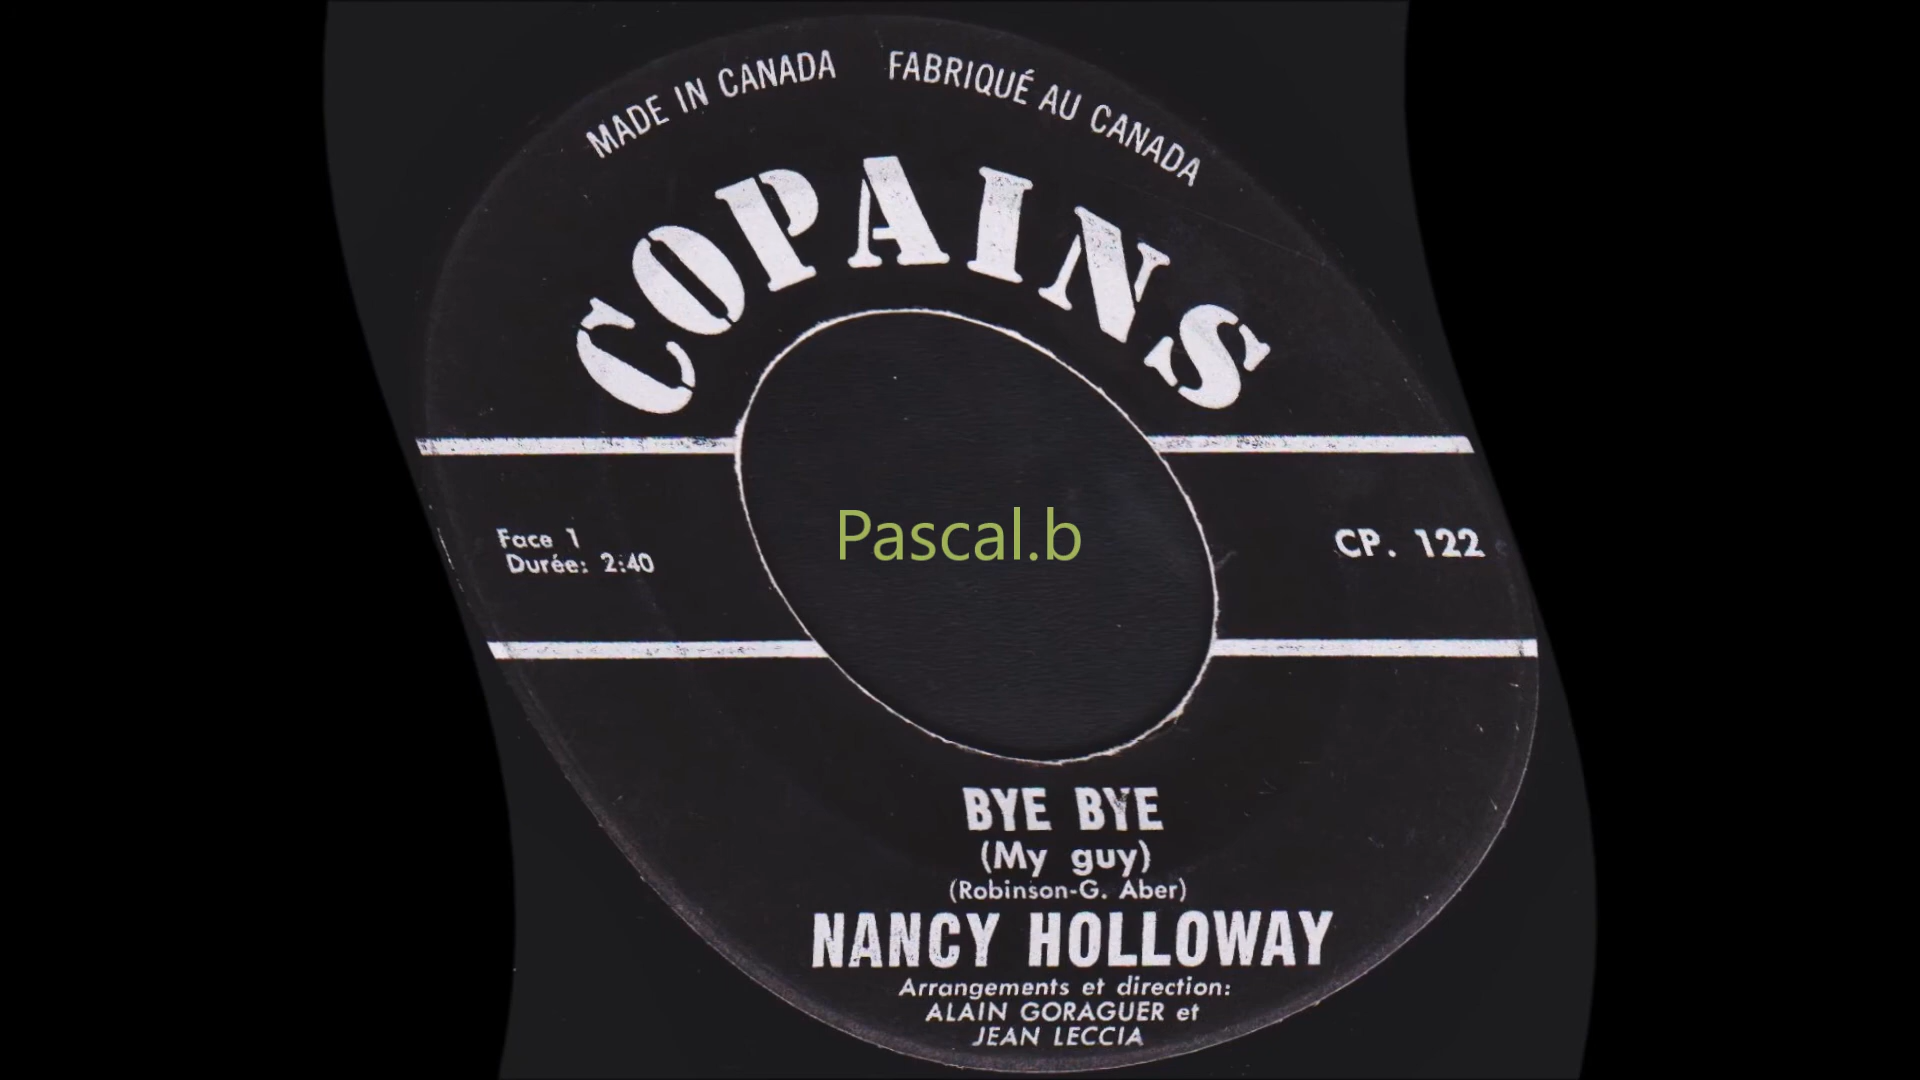 MADE IN CANADA FABRIQUÉ AU CANADA
COPAINS
Face 1
Durée: 2:40
Pascal.b
CP. 122
BYE BYE
(My guy)
(Robinson-G. Aber)
NANCY HOLLOWAY
Arrangements et direction:
ALAIN GORAGUER et
JEAN LECCIA